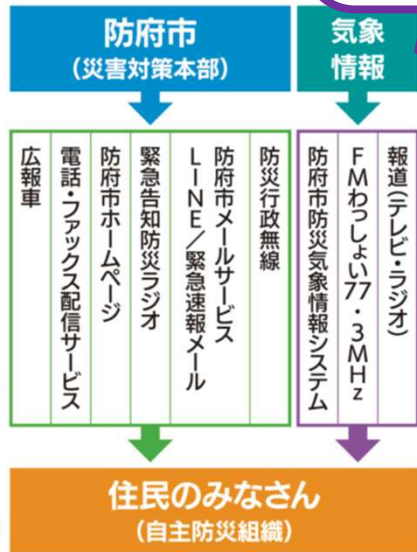 防府市
（災害対策本部）
気象
情報
防災行政無線
防府市メールサービス
LINE／緊急速報メール
緊急告知防災ラジオ
防府市ホームページ
電話・ファックス配信サービス
広報車
報道（テレビ・ラジオ）
FMわっしょい77・3MHz
防府市防災気象情報システム
住民のみなさん
（自主防災組織）